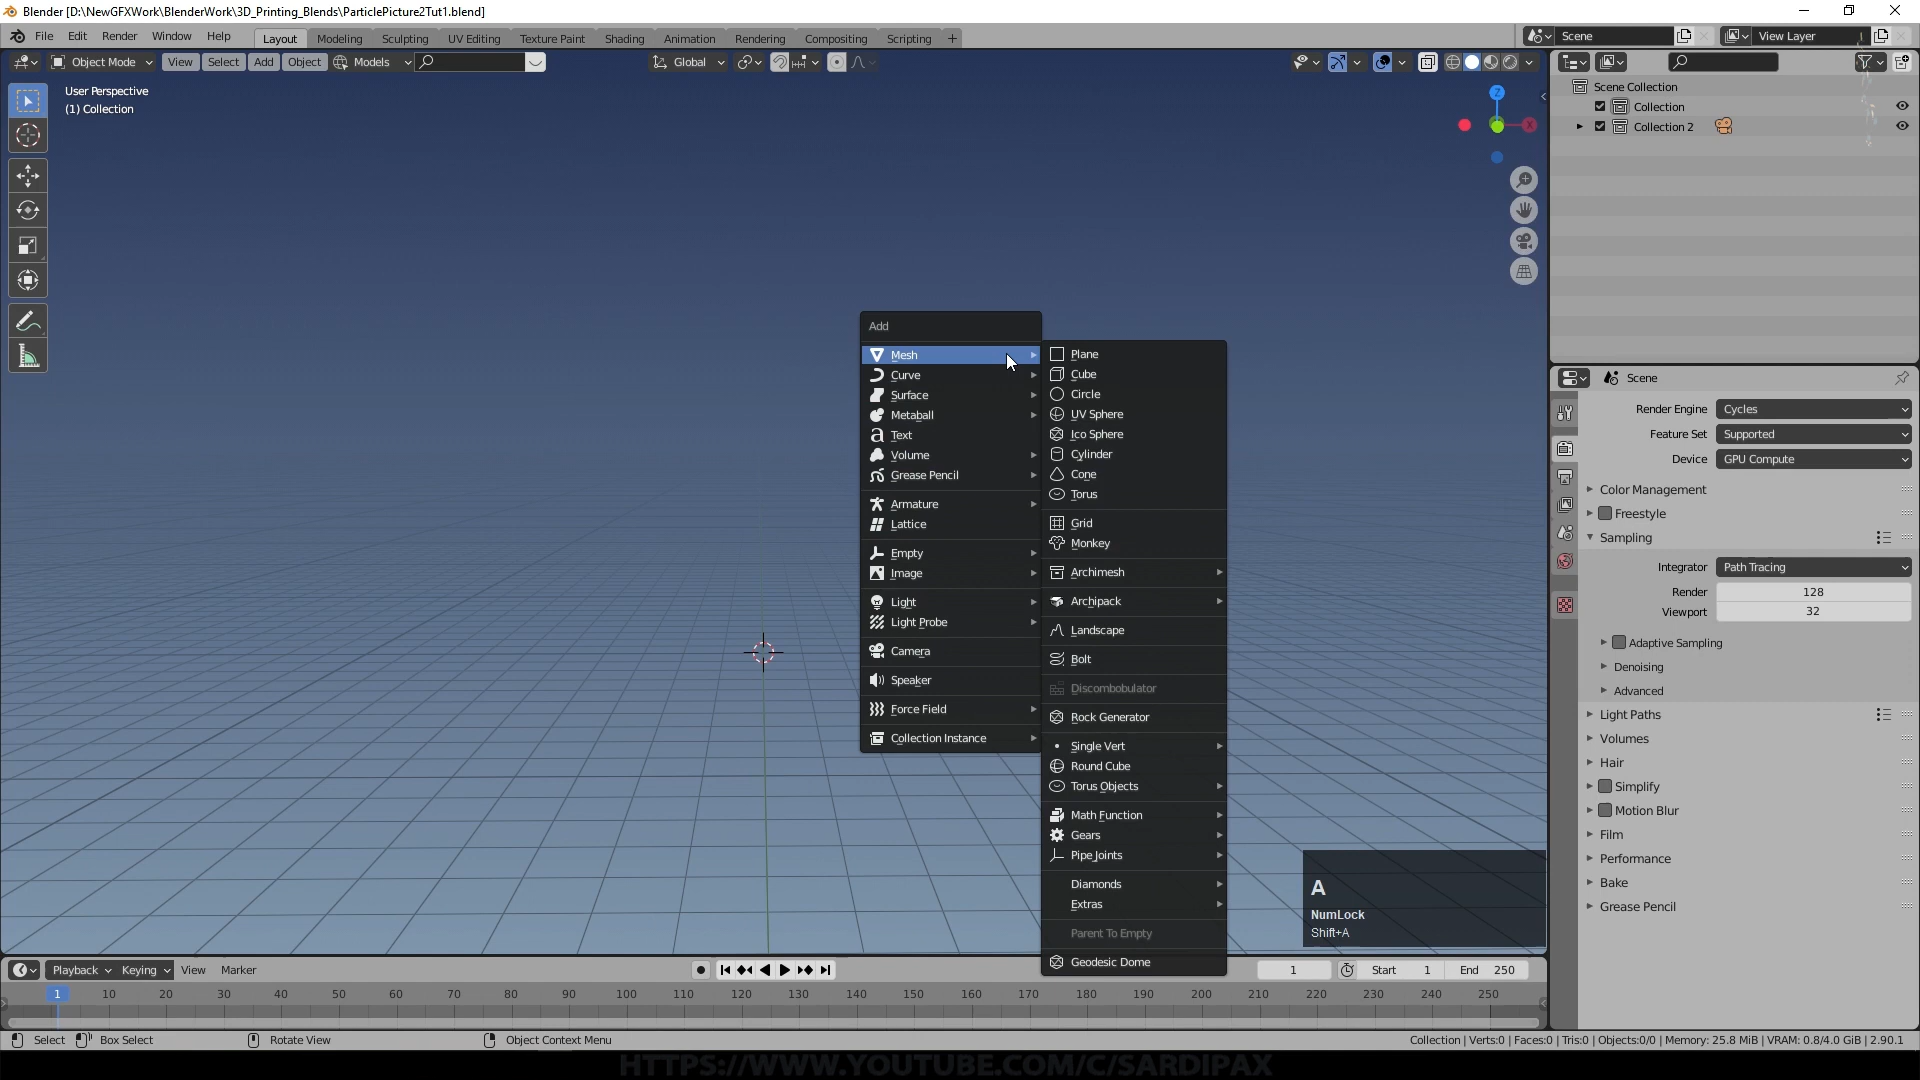 Blender [D:\NewGFXWork\BlenderWork\3D_Printing_Blends\ParticlePicture2Tut1.blend]
File Edit Render Window Help Layout Modeling Sculpting UV Editing Texture Paint Shading Animation Rendering Compositing Scripting + Scene View Layer
Object Mode View Select Add Object Models Global
User Perspective
(1) Collection
Z
X
Scene Collection
Collection
Collection 2
Add
Mesh
Curve
Surface
Metaball
Text
Volume
Grease Pencil
Armature
Lattice
Empty
Image
Light
Light Probe
Camera
Speaker
Force Field
Collection Instance
Plane
Cube
Circle
UV Sphere
Ico Sphere
Cylinder
Cone
Torus
Grid
Monkey
Archimesh
Archipack
Landscape
Bolt
Discombobulator
Rock Generator
Single Vert
Round Cube
Torus Objects
Math Function
Gears
Pipe Joints
Diamonds
Extras
Parent To Empty
Geodesic Dome
Scene
Render Engine Cycles
Feature Set Supported
Device GPU Compute
Color Management
Freestyle
Sampling
Integrator Path Tracing
Render 128
Viewport 32
Adaptive Sampling
Denoising
Advanced
Light Paths
Volumes
Hair
Simplify
Motion Blur
Film
Performance
Bake
Grease Pencil
A
NumLock
Shift+A
Playback Keying View Marker 1 Start 1 End 250
1 10 20 30 40 50 60 70 80 90 100 110 120 130 140 150 160 170 180 190 200 210 220 230 240 250
Select Box Select Rotate View Object Context Menu Collection | Verts:0 | Faces:0 | Tris:0 | Objects:0/0 | Memory: 25.8 MiB | VRAM: 0.8/4.0 GiB | 2.90.1
HTTPS://WWW.YOUTUBE.COM/C/SARDIPAX